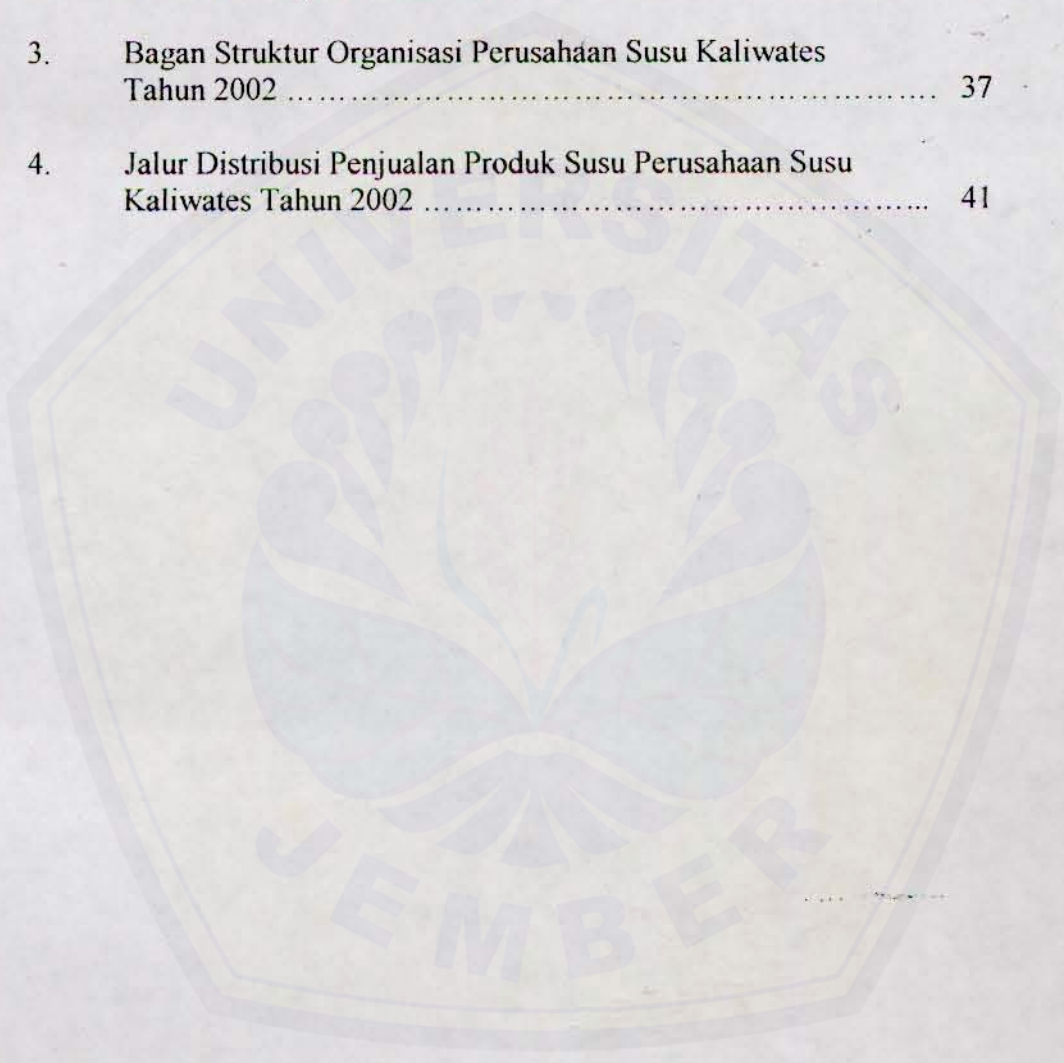 3. Bagan Struktur Organisasi Perusahaan Susu Kaliwates
Tahun 2002 ........................................................ 37
4. Jalur Distribusi Penjualan Produk Susu Perusahaan Susu
Kaliwates Tahun 2002 ............................................ 41
UNIVERSITAS
JEMBER